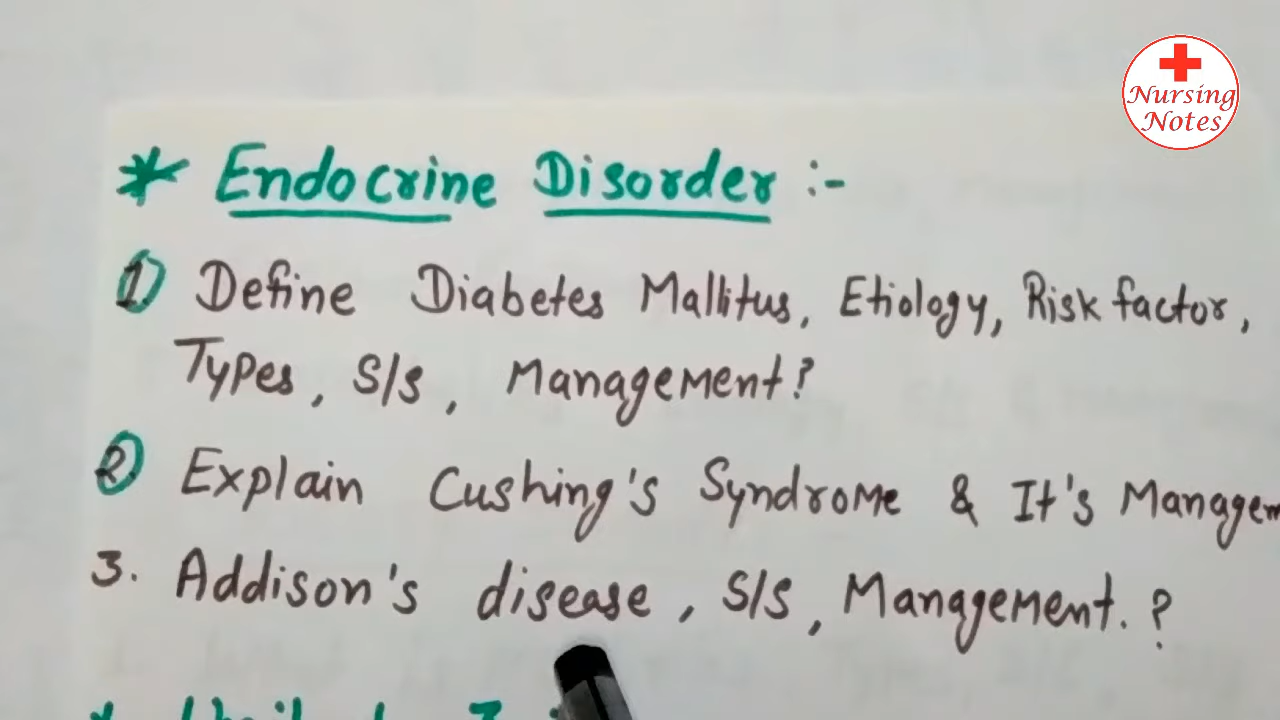 Nursing
Notes
* Endocrine Disorder :-
1) Define Diabetes Mallitus, Etiology, Risk factor,
Types, S/S, Management?
2) Explain Cushing's Syndrome & It's Managem
3. Addison's disease, S/S, Management.?